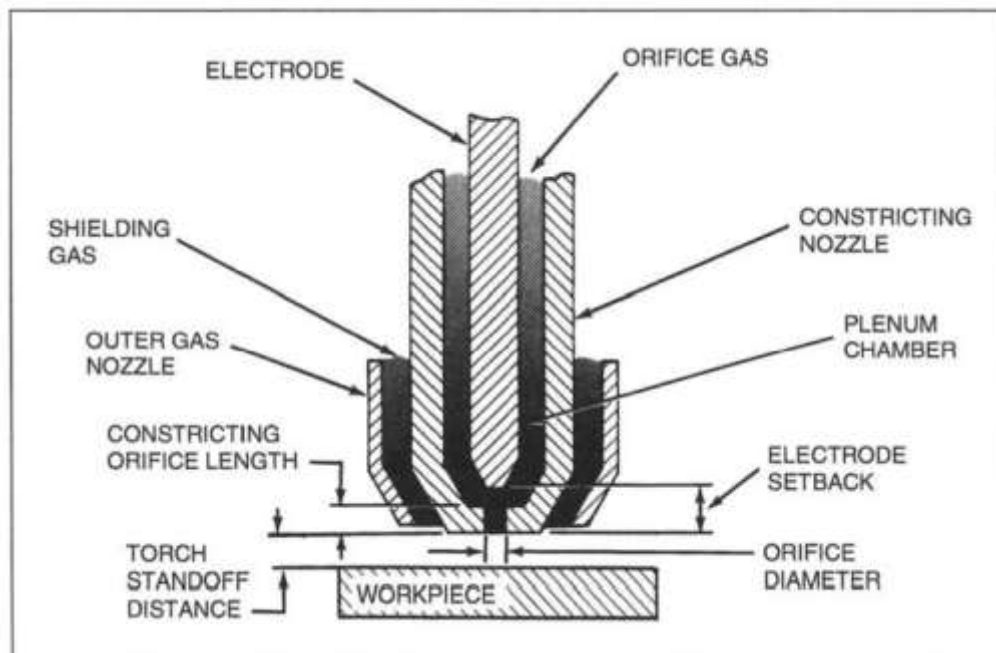 ELECTRODE
ORIFICE GAS
SHIELDING
GAS
CONSTRICTING
NOZZLE
OUTER GAS
NOZZLE
PLENUM
CHAMBER
CONSTRICTING
ORIFICE LENGTH
ELECTRODE
SETBACK
TORCH
STANDOFF
DISTANCE
WORKPIECE
ORIFICE
DIAMETER